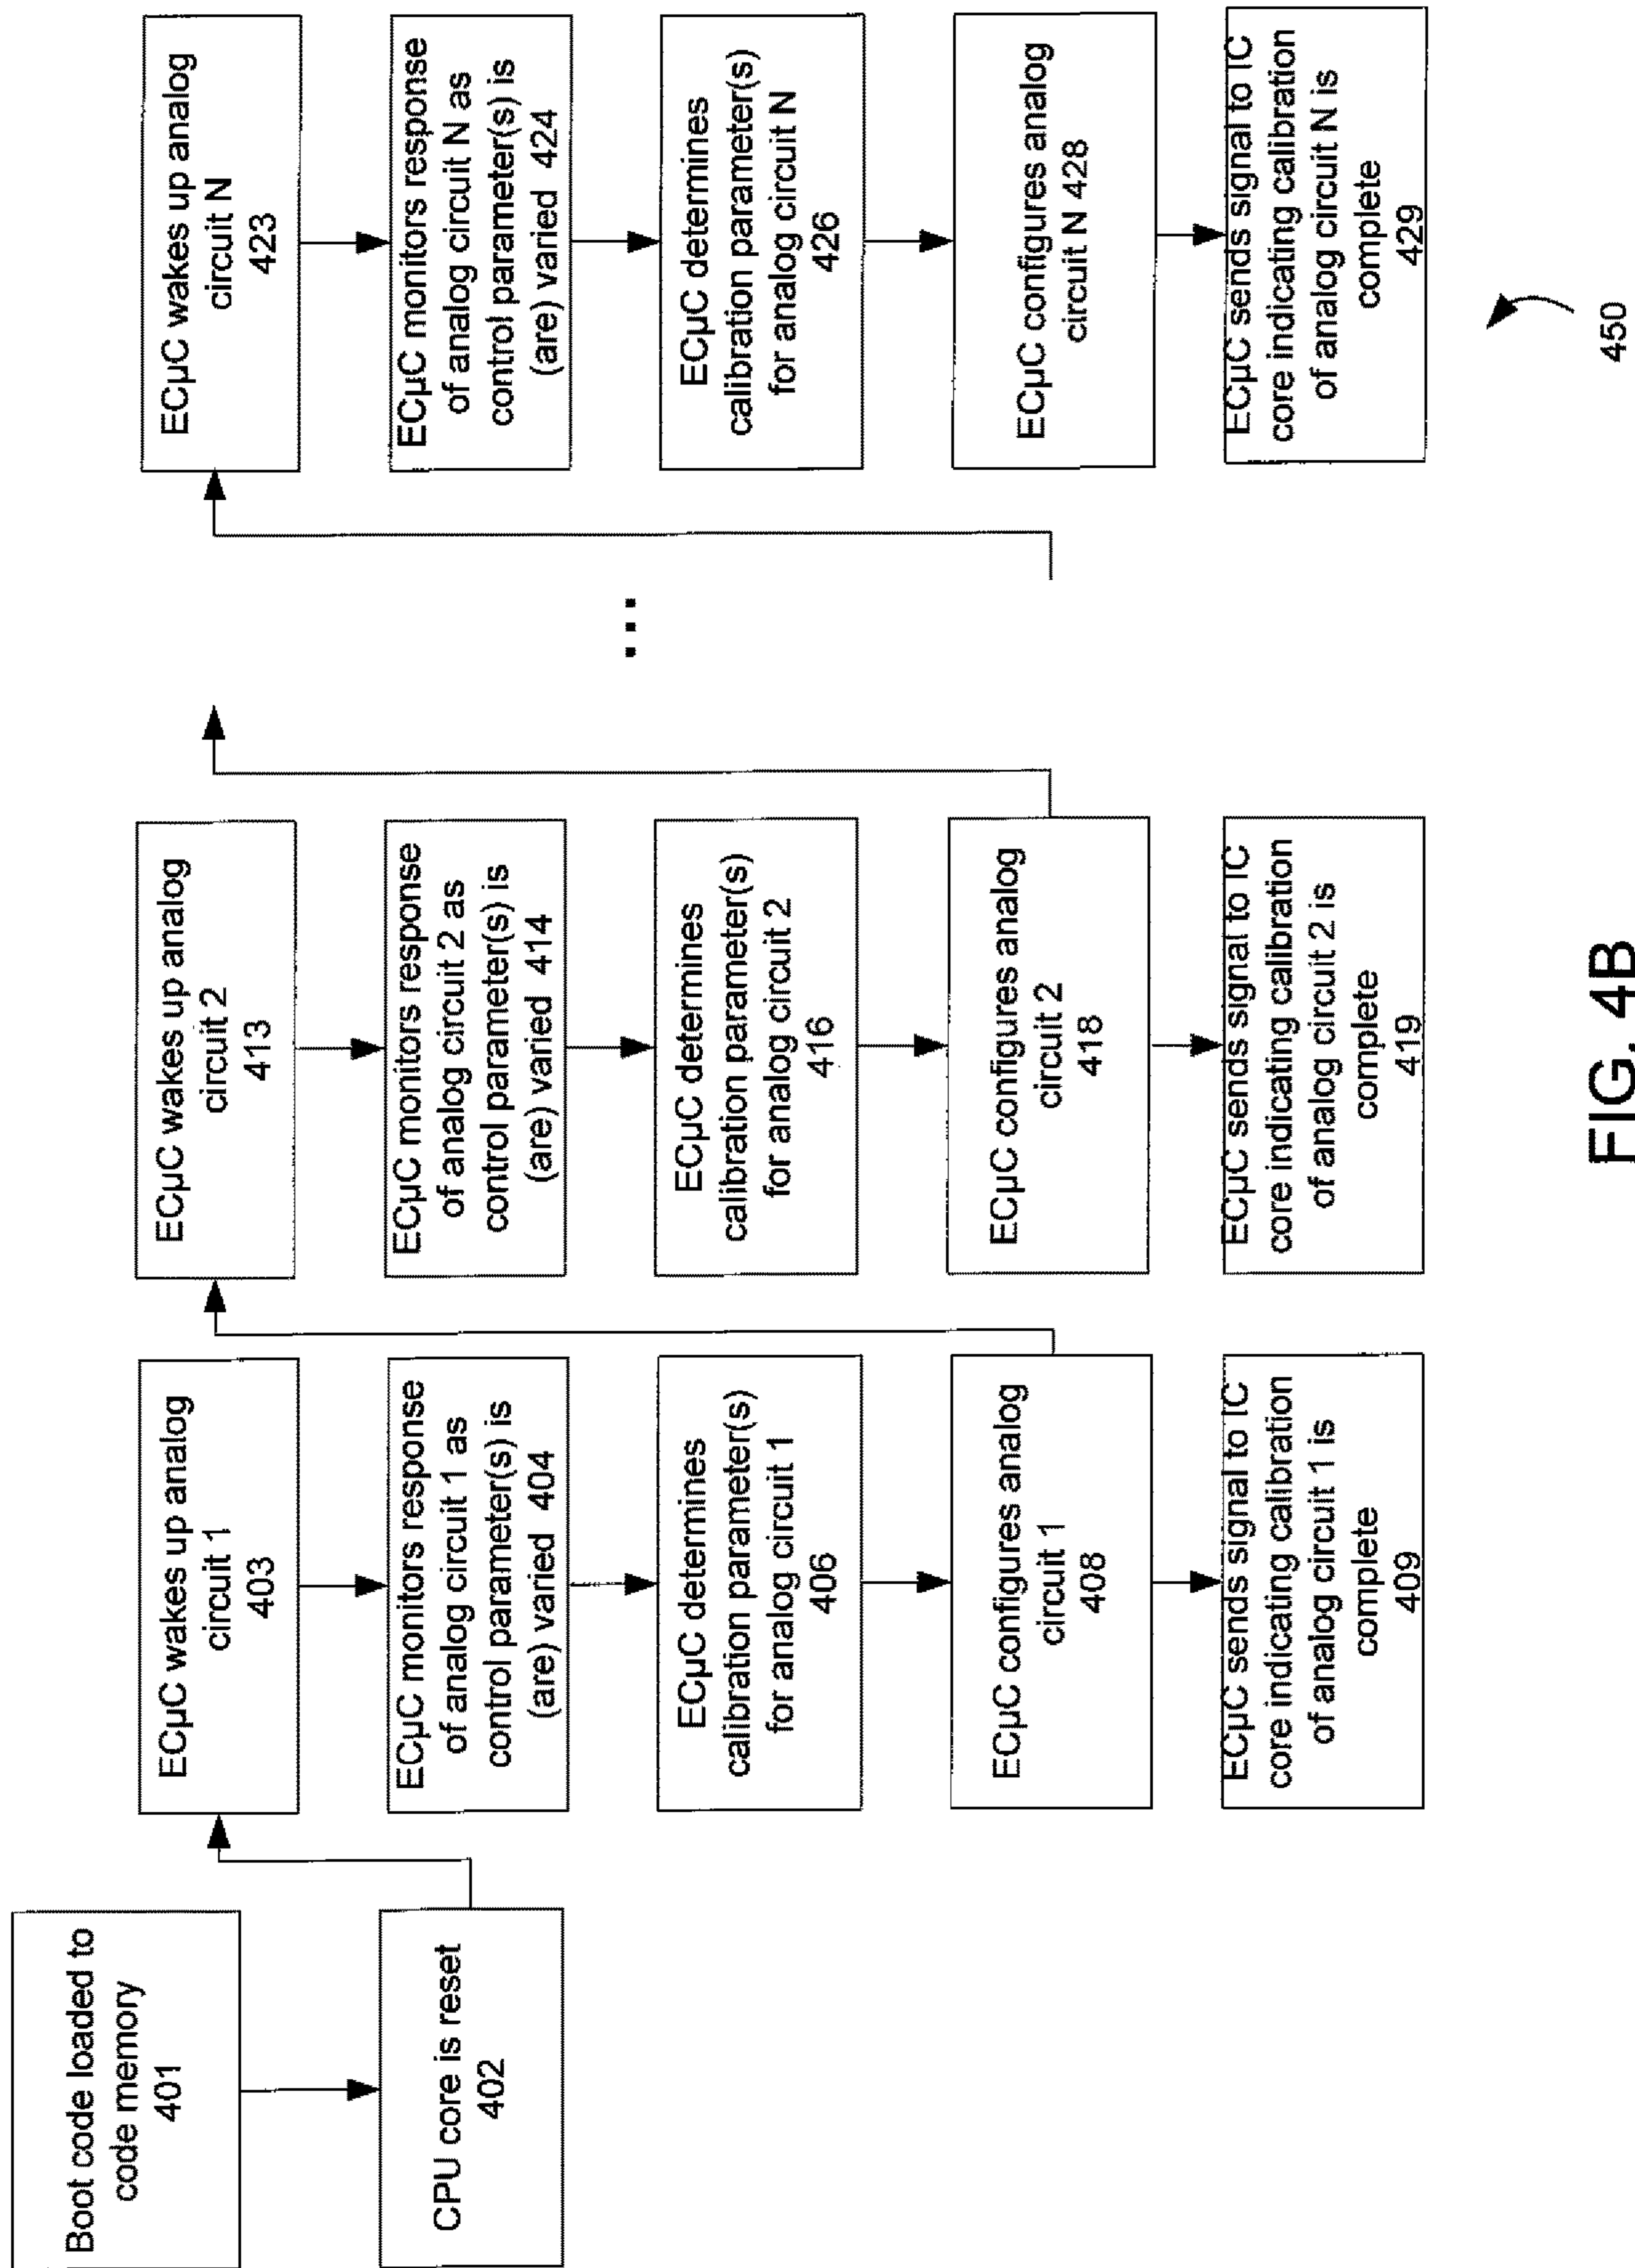 Boot code loaded to
code memory
401
CPU core is reset
402
ECµC wakes up analog
circuit 1
403
ECµC monitors response
of analog circuit 1 as
control parameter(s) is
(are) varied 404
ECµC determines
calibration parameter(s)
for analog circuit 1
406
ECµC configures analog
circuit 1
408
ECµC sends signal to IC
core indicating calibration
of analog circuit 1 is
complete
409
ECµC wakes up analog
circuit 2
413
ECµC monitors response
of analog circuit 2 as
control parameter(s) is
(are) varied 414
ECµC determines
calibration parameter(s)
for analog circuit 2
416
ECµC configures analog
circuit 2
418
ECµC sends signal to IC
core indicating calibration
of analog circuit 2 is
complete
419
...
ECµC wakes up analog
circuit N
423
ECµC monitors response
of analog circuit N as
control parameter(s) is
(are) varied 424
ECµC determines
calibration parameter(s)
for analog circuit N
426
ECµC configures analog
circuit N 428
ECµC sends signal to IC
core indicating calibration
of analog circuit N is
complete
429
450
FIG. 4B